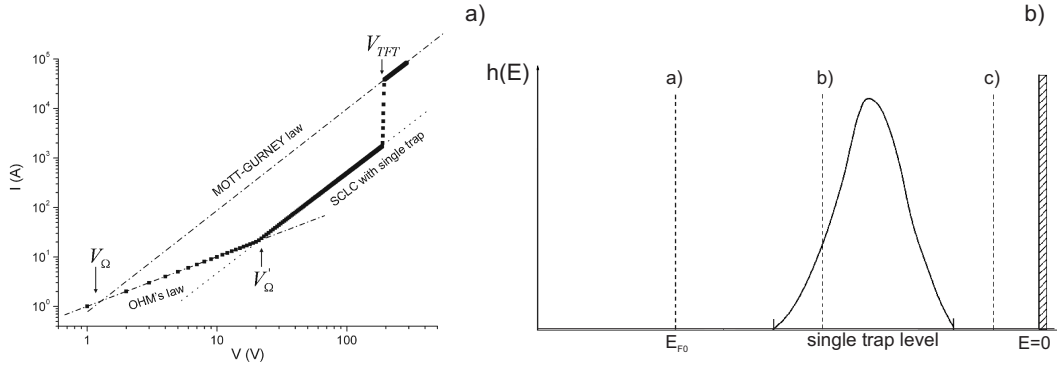 a)
V_TFT
10^5
10^4
10^3
10^2
10^1
10^0
I (A)
MOTT-GURNEY law
SCLC with single trap
V_Ω
V'_Ω
OHM's law
1
10
100
V (V)
b)
h(E)
a)
b)
c)
E_F0
single trap level
E=0